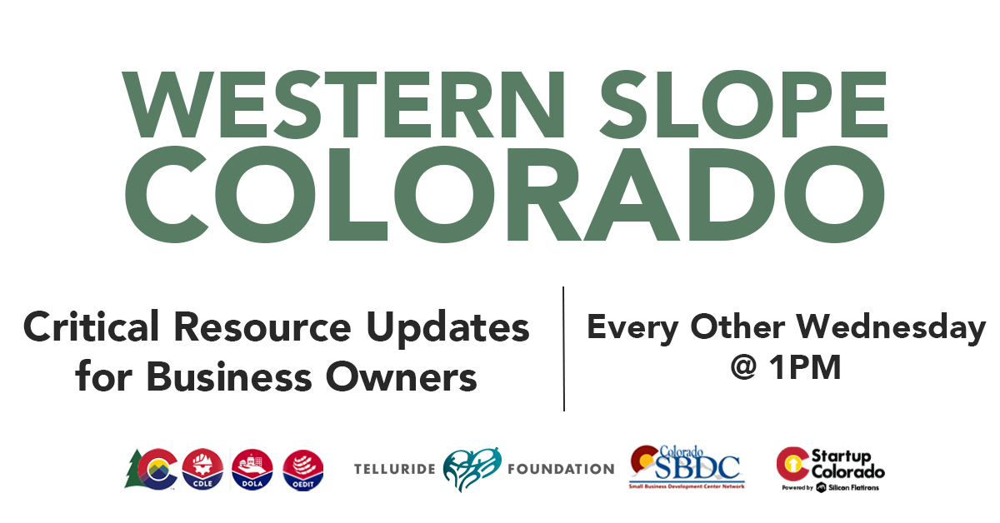 WESTERN SLOPE
COLORADO
Critical Resource Updates
for Business Owners
Every Other Wednesday
@ 1PM
CDLE
DOLA
OEDIT
TELLURIDE FOUNDATION
Colorado
SBDC
Small Business Development Center Network
Startup
Colorado
Powered by Silicon Flatirons